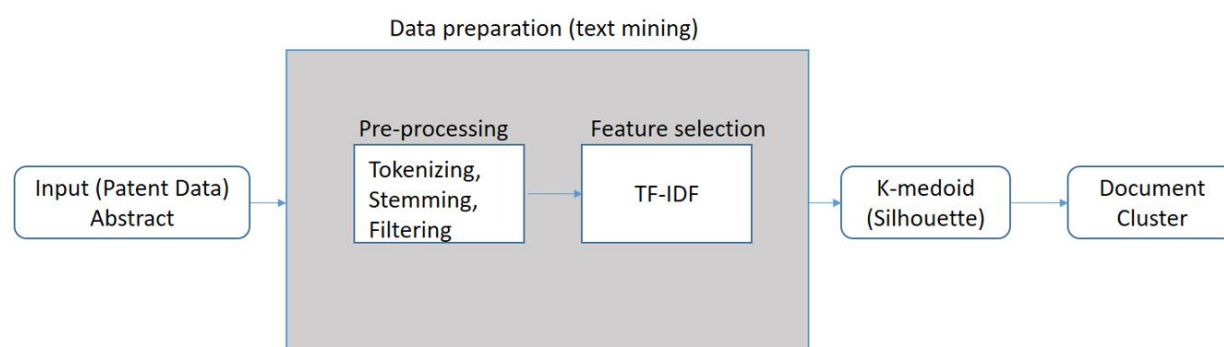 Data preparation (text mining)
Pre-processing
Feature selection
Input (Patent Data)
Abstract
Tokenizing,
Stemming,
Filtering
TF-IDF
K-medoid
(Silhouette)
Document
Cluster